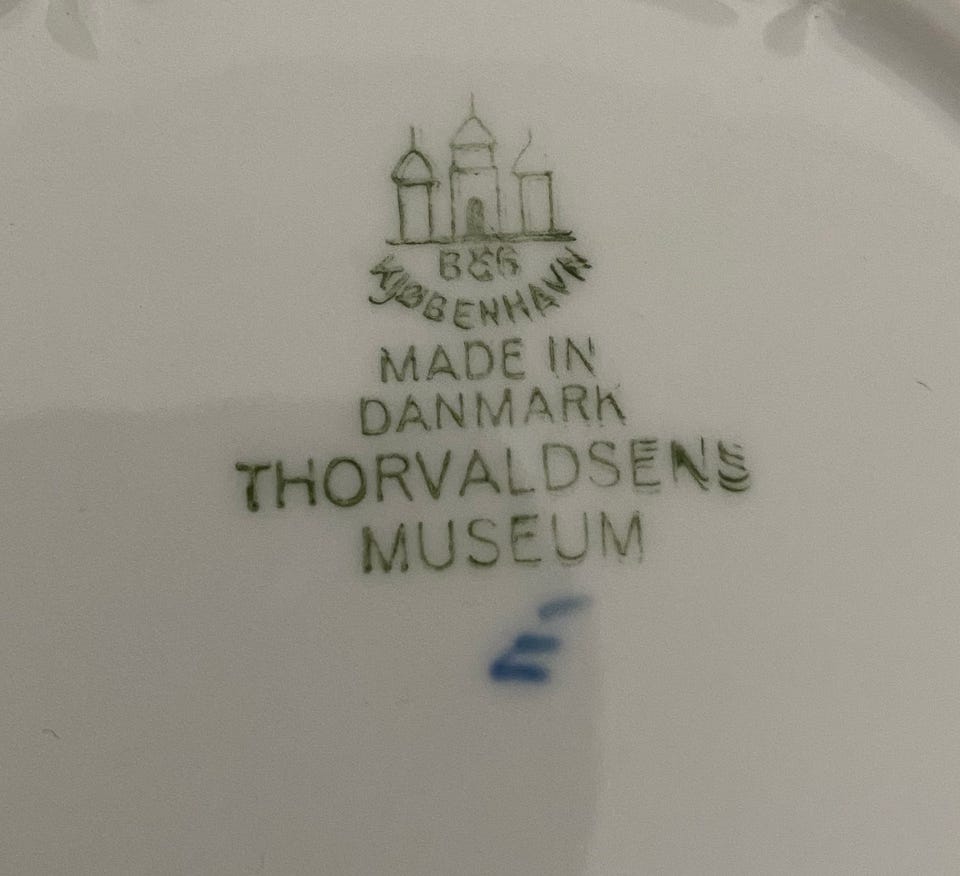 B&G
KJØBENHAVN
MADE IN
DANMARK
THORVALDSENS
MUSEUM
E